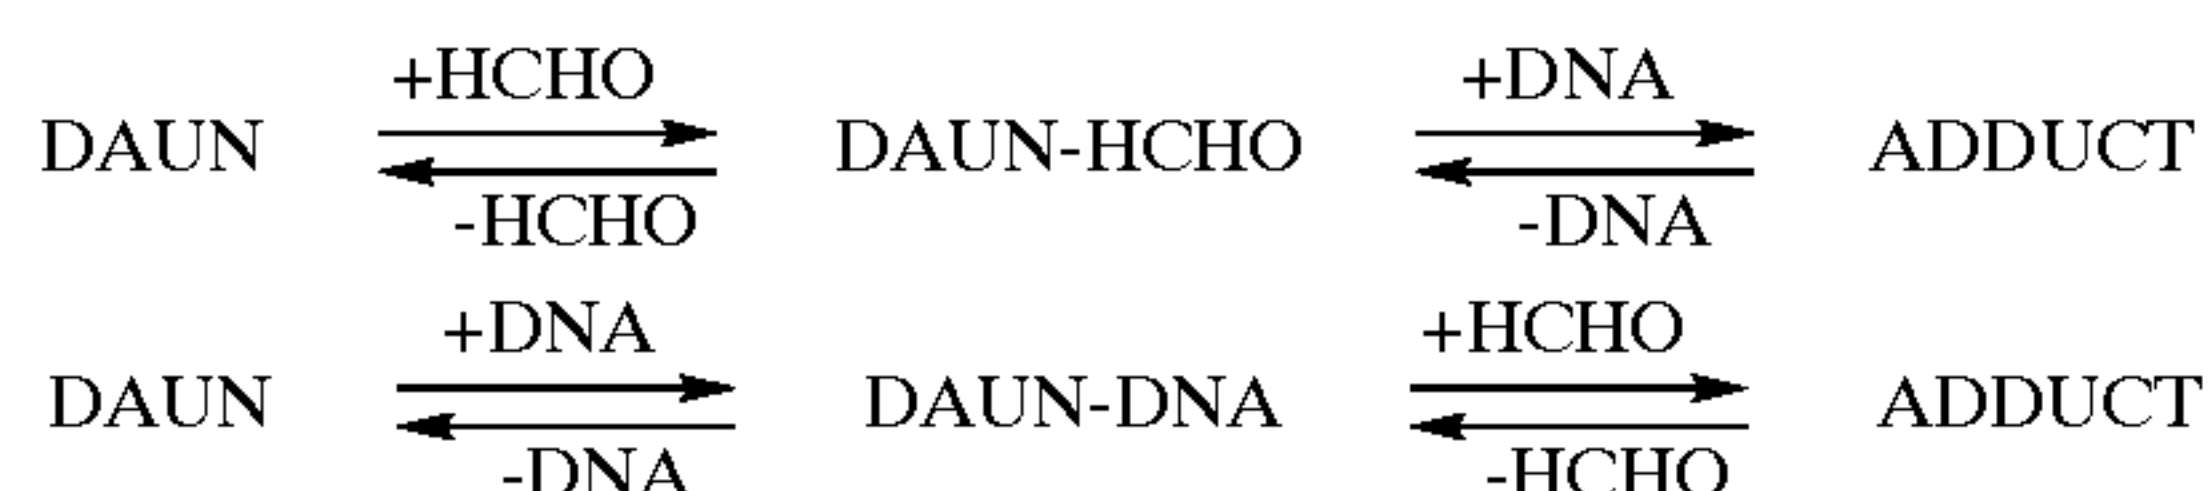 +HCHO +DNA
DAUN DAUN-HCHO ADDUCT
-HCHO -DNA
+DNA +HCHO
DAUN DAUN-DNA ADDUCT
-DNA -HCHO